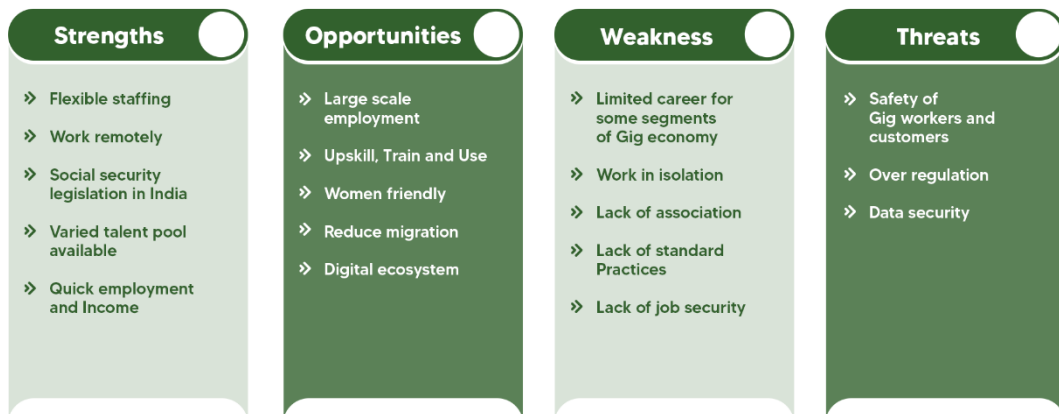 Strengths
Flexible staffing
Work remotely
Social security
legislation in India
Varied talent pool
available
Quick employment
and Income
Opportunities
Large scale
employment
Upskill, Train and Use
Women friendly
Reduce migration
Digital ecosystem
Weakness
Limited career for
some segments
of Gig economy
Work in isolation
Lack of association
Lack of standard
Practices
Lack of job security
Threats
Safety of
Gig workers and
customers
Over regulation
Data security